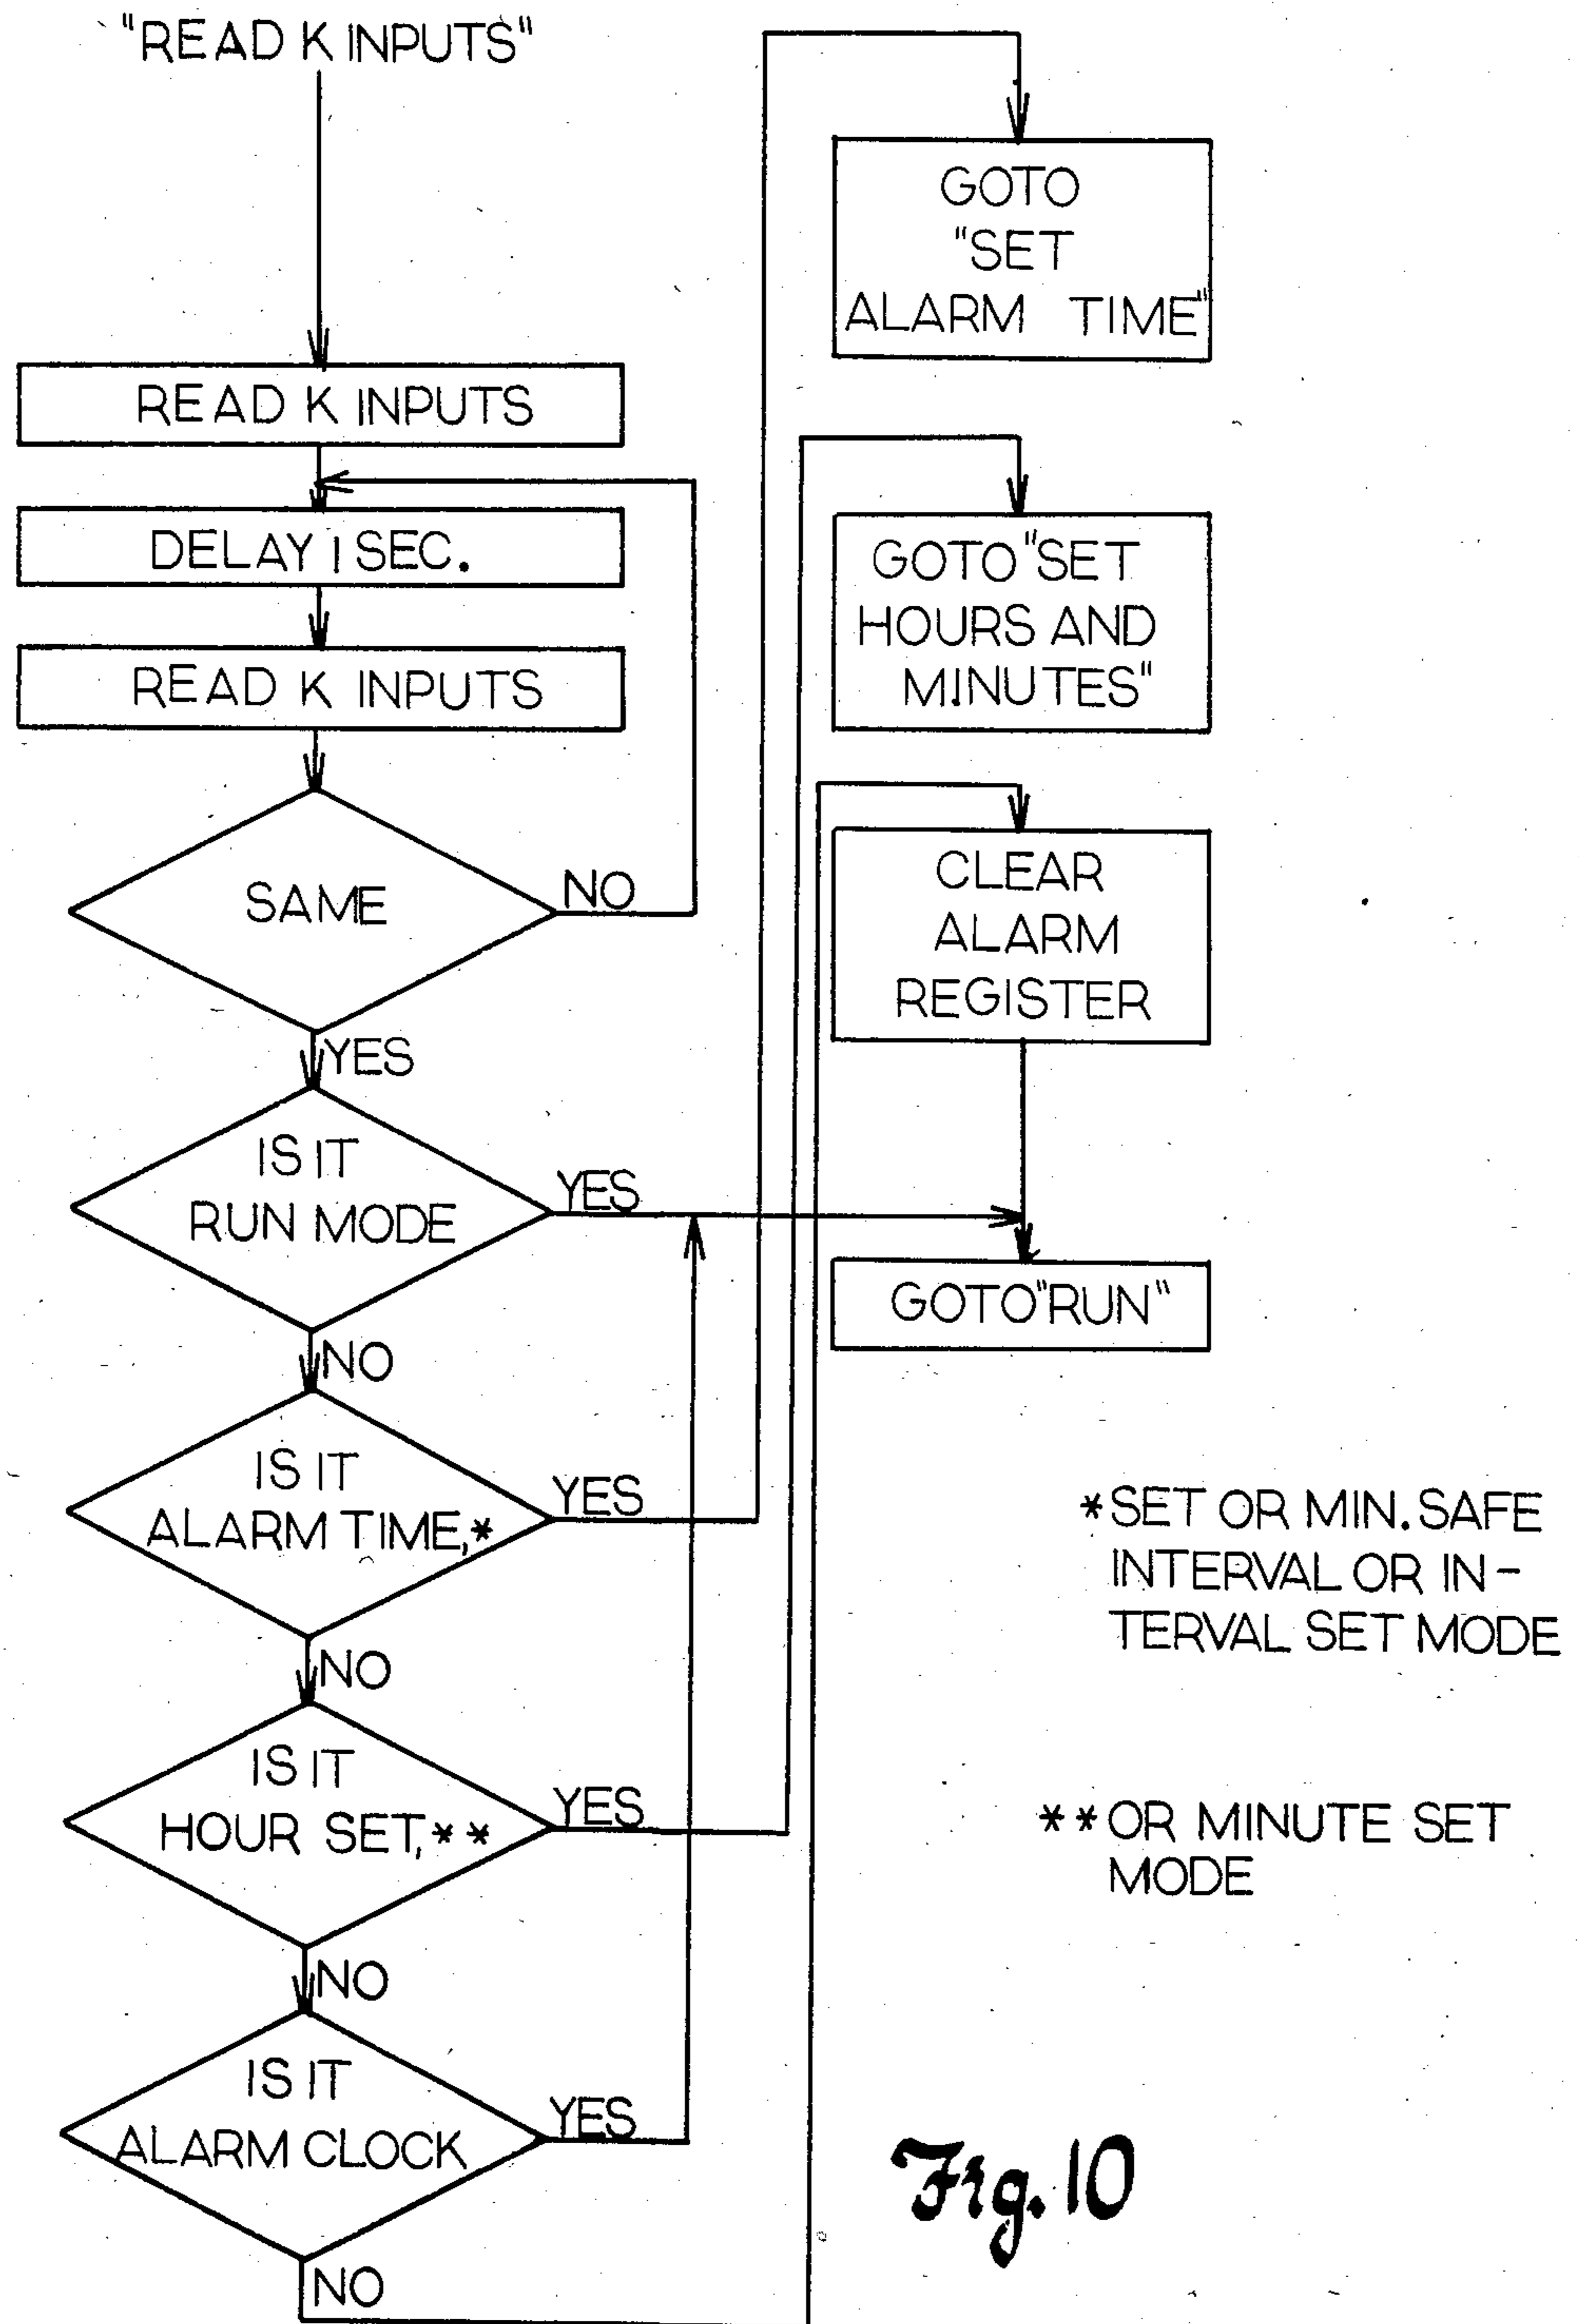 "READ K INPUTS"
READ K INPUTS
DELAY 1 SEC.
READ K INPUTS
SAME
NO
YES
IS IT
RUN MODE
YES
NO
IS IT
ALARM TIME,*
YES
NO
IS IT
HOUR SET,**
YES
NO
IS IT
ALARM CLOCK
YES
NO
GOTO
"SET
ALARM TIME"
GOTO "SET
HOURS AND
MINUTES"
CLEAR
ALARM
REGISTER
GOTO "RUN"
*SET OR MIN. SAFE
INTERVAL OR IN-
TERVAL SET MODE
**OR MINUTE SET
MODE
Fig. 10